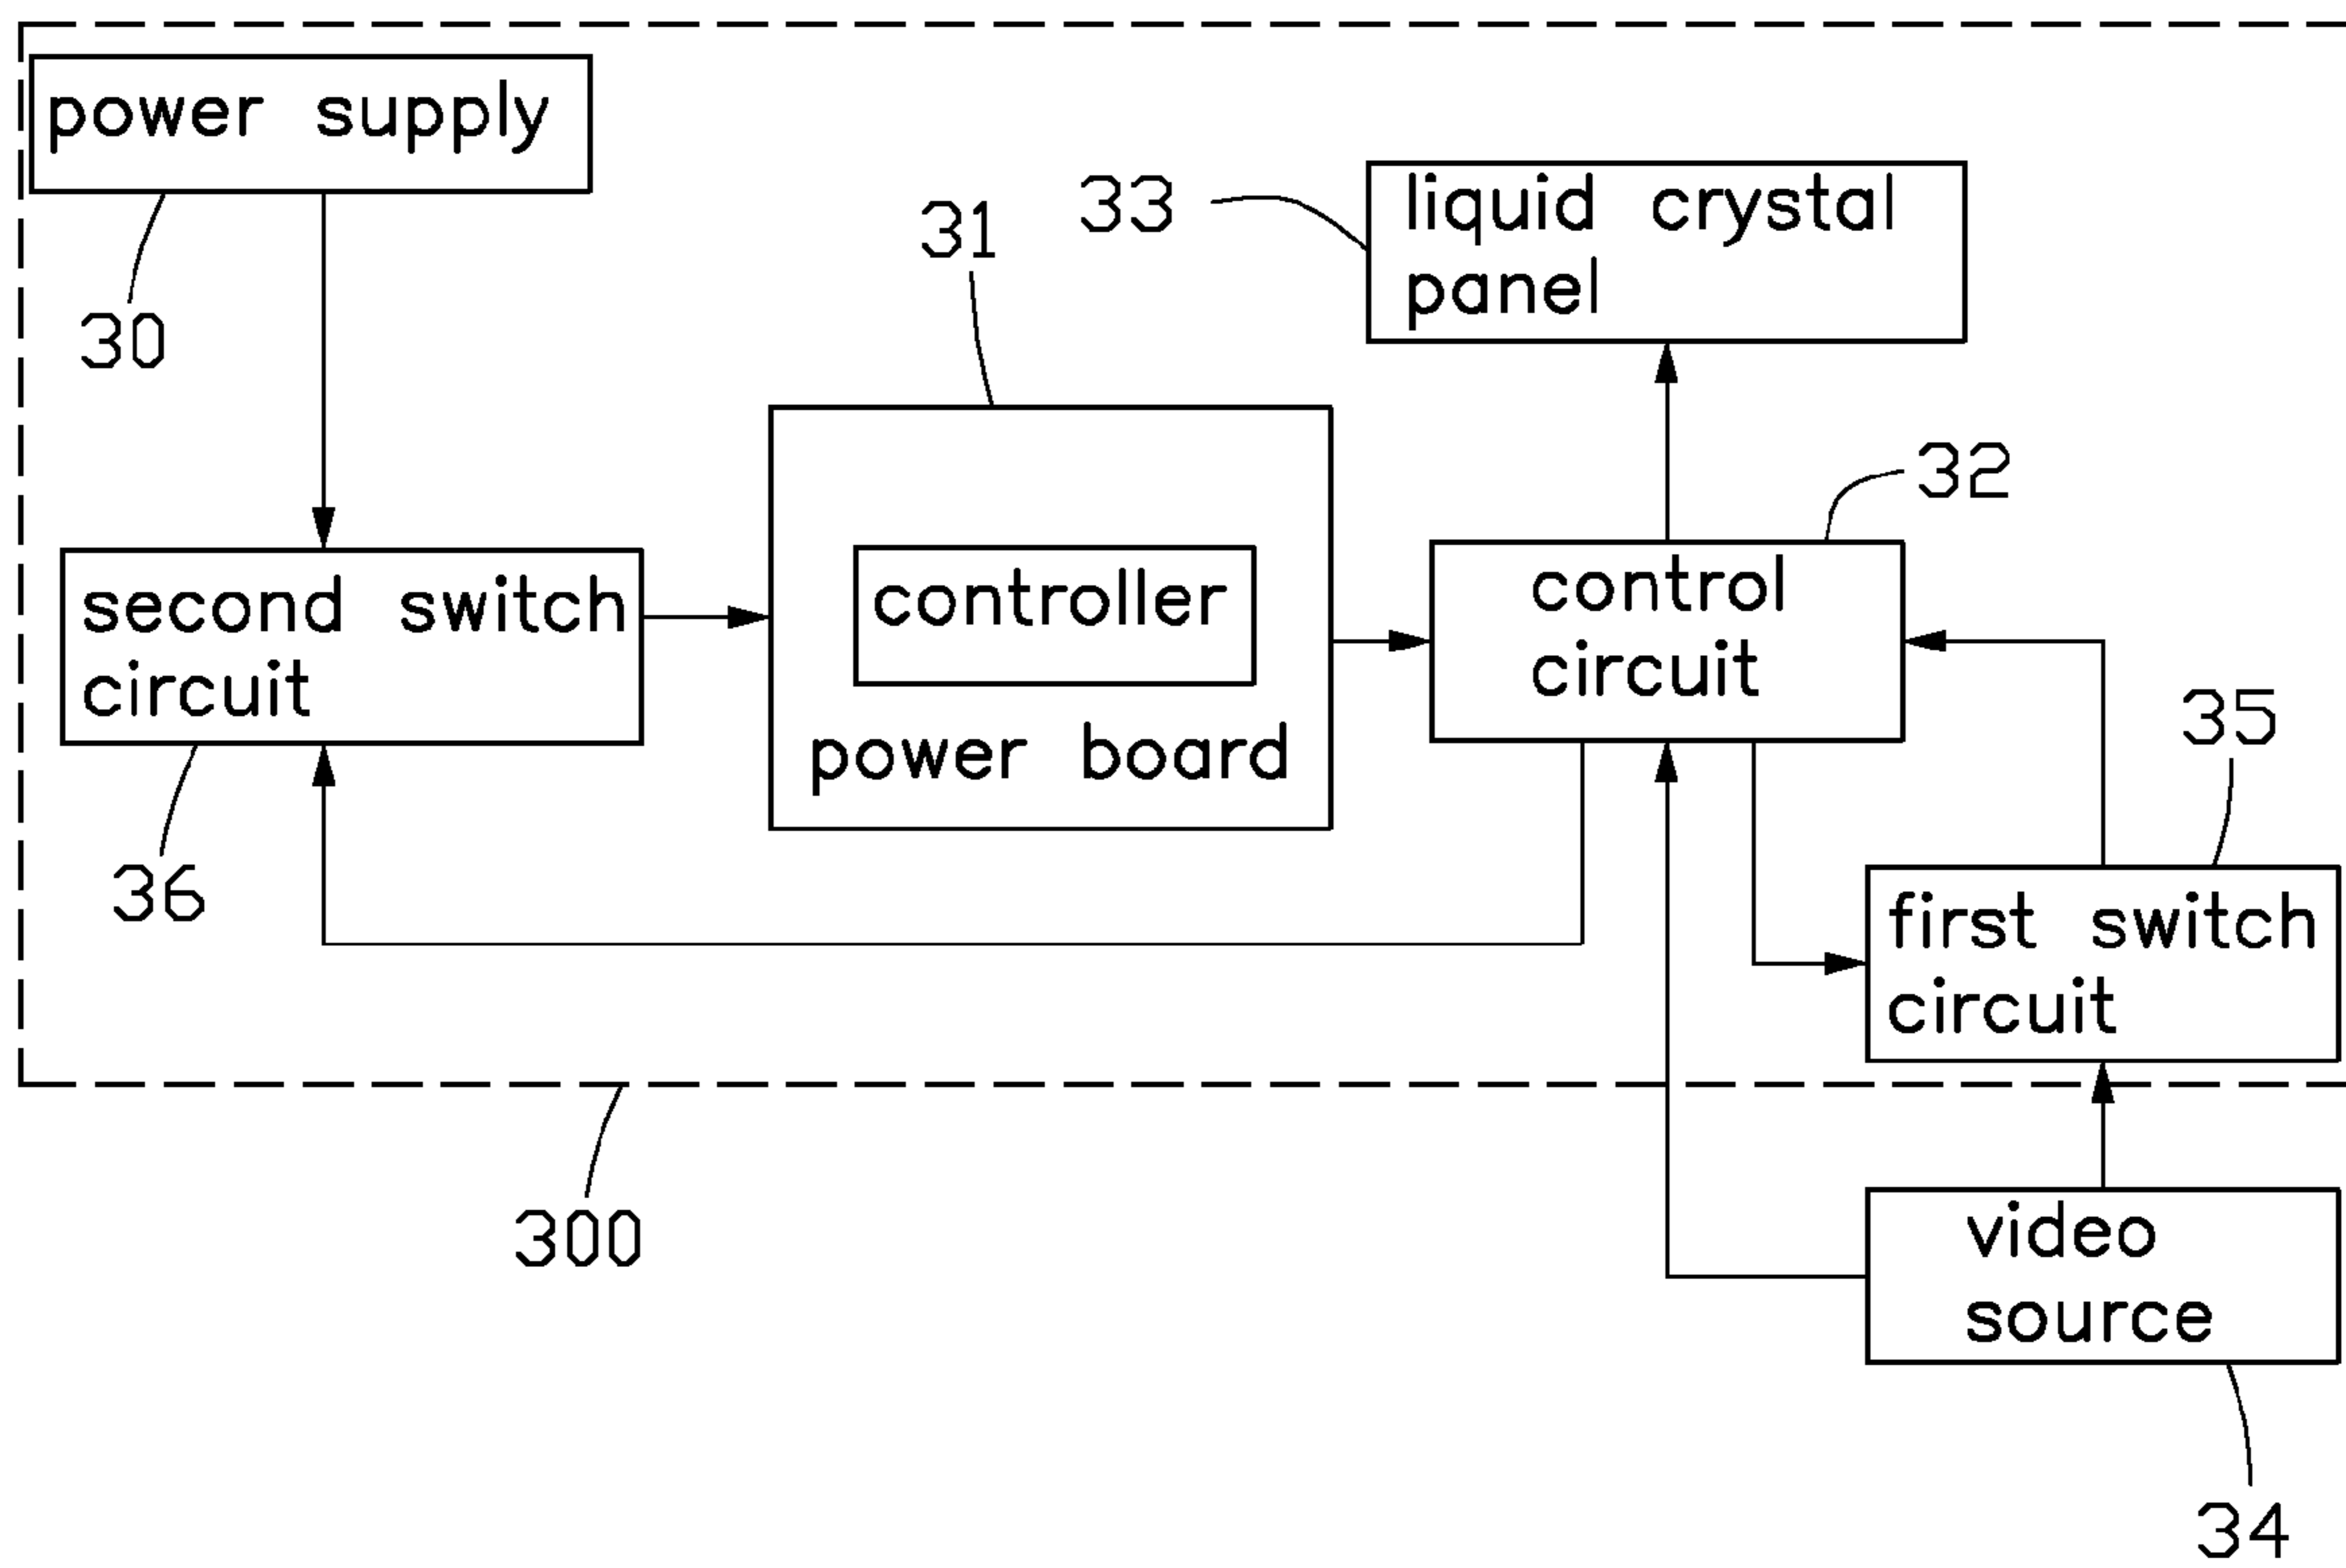 power supply
30
31
33
liquid crystal
panel
32
second switch
circuit
36
controller
power board
control
circuit
35
first switch
circuit
300
video
source
34